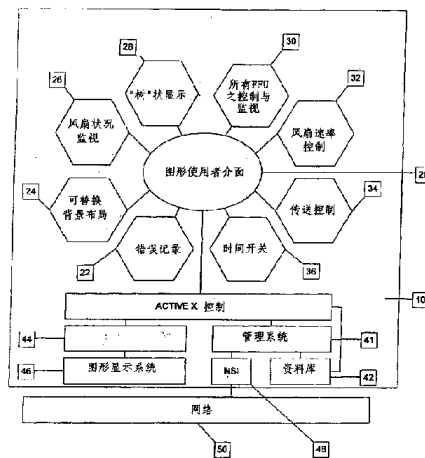 28
30
"树"状显示
所有FFU
之控制与
监视
26
32
风扇状况
监视
风扇速率
控制
图形使用者分面
24
可替换
背景布局
传送控制
34
错误记录
时间开关
22
36
10
ACTIVE X 控制
44
管理系统
41
46
图形显示系统
NSI
资料库
42
网络
50
48